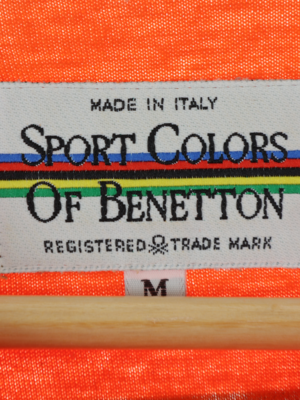 MADE IN ITALY
SPORT COLORS
OF BENETTON
REGISTERED TRADE MARK
M